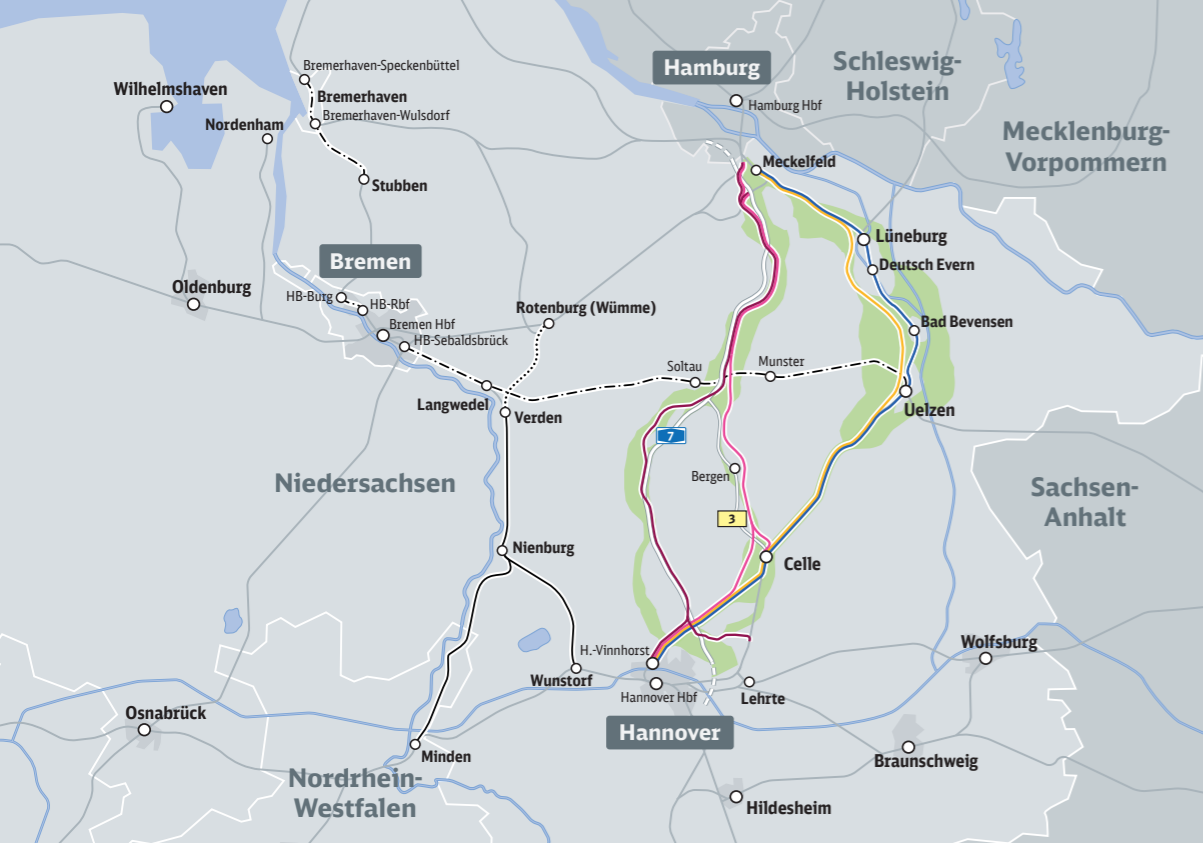 Bremerhaven-Speckenbüttel
Wilhelmshaven
Bremerhaven
Bremerhaven-Wulsdorf
Nordenham
Stubben
Hamburg
Hamburg Hbf
Schleswig-
Holstein
Mecklenburg-
Vorpommern
Meckelfeld
Lüneburg
Deutsch Evern
Bremen
Oldenburg
HB-Burg
HB-Rbf
Bremen Hbf
HB-Sebaldsbrück
Rotenburg (Wümme)
Bad Bevensen
Soltau
Munster
Langwedel
Verden
Uelzen
7
Bergen
Niedersachsen
Sachsen-
Anhalt
3
Nienburg
Celle
H.-Vinnhorst
Wolfsburg
Wunstorf
Hannover Hbf
Lehrte
Osnabrück
Hannover
Minden
Braunschweig
Nordrhein-
Westfalen
Hildesheim